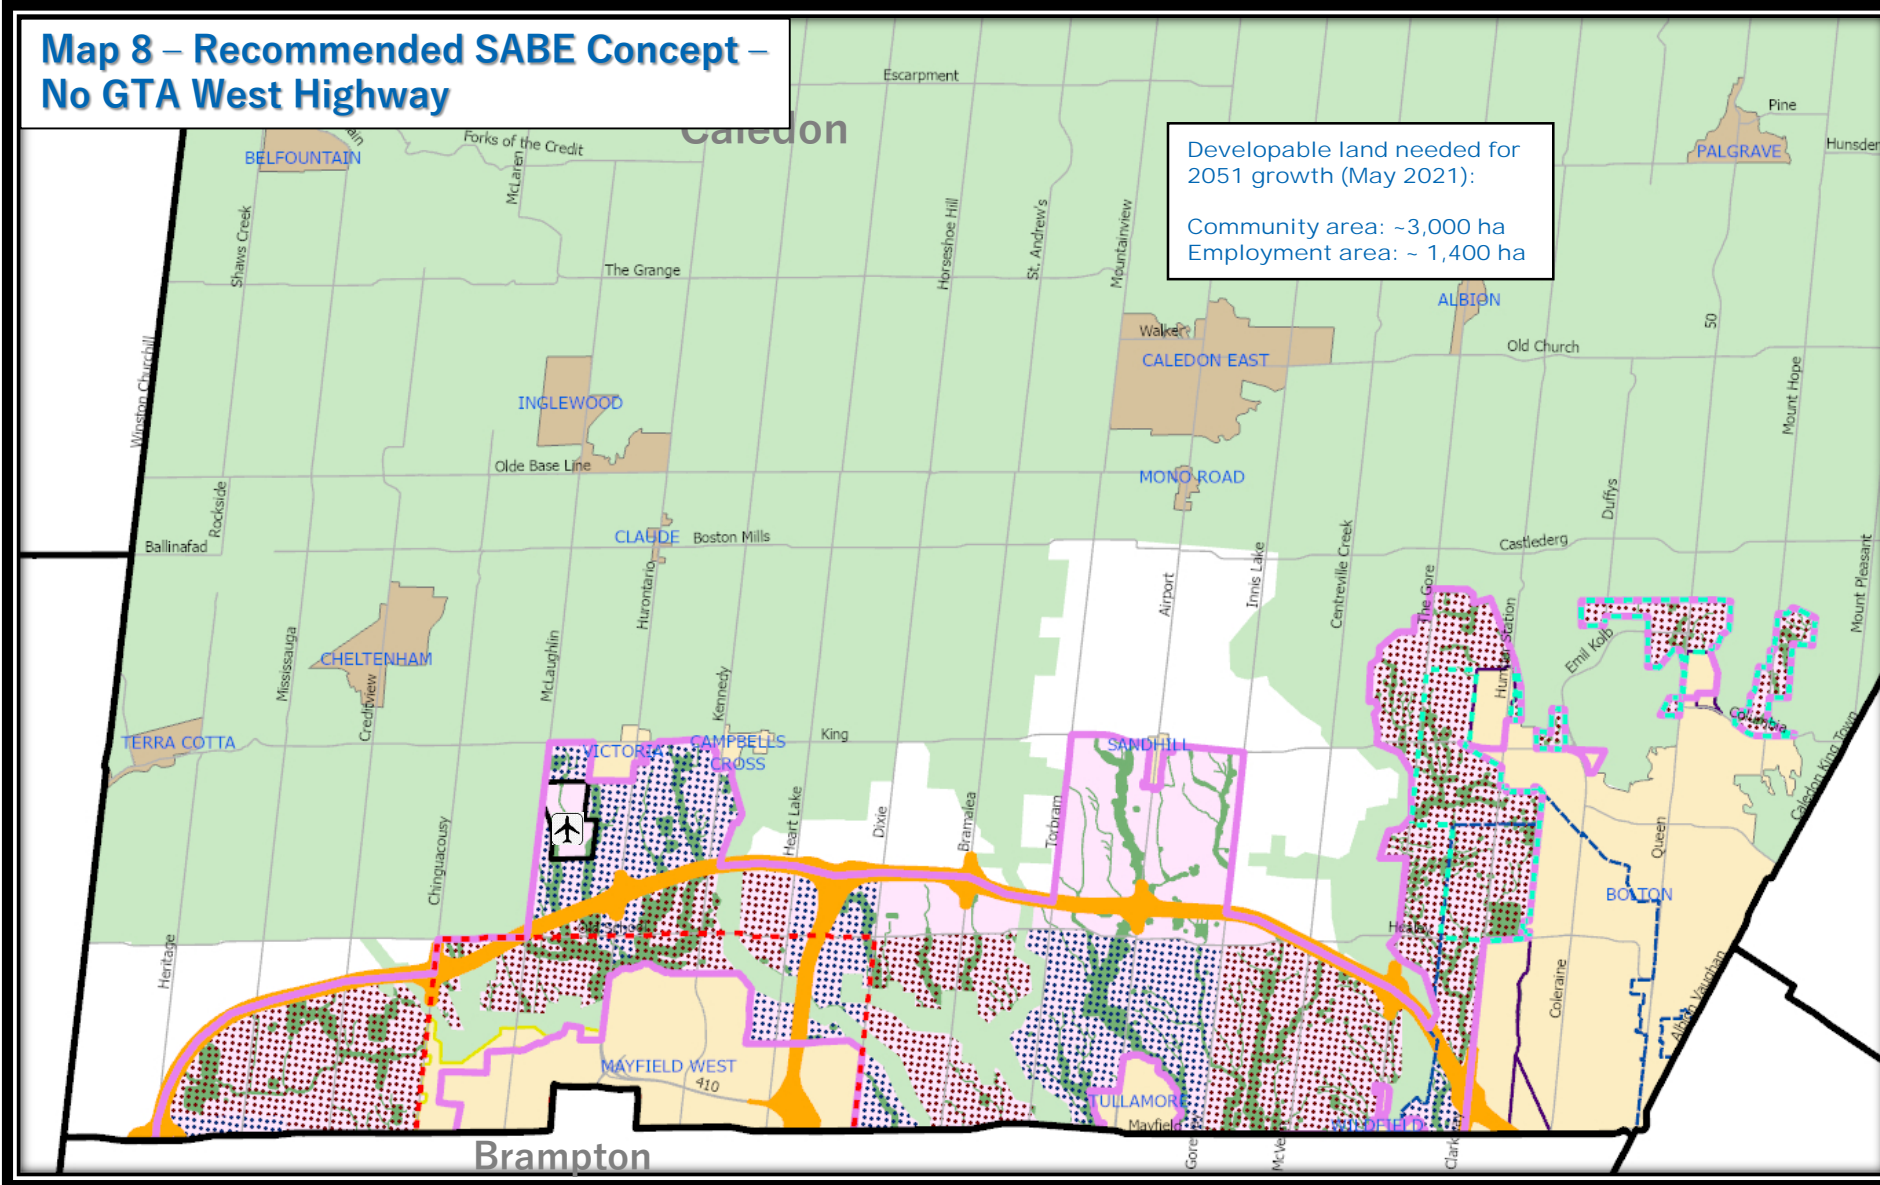 Map 8 – Recommended SABE Concept –
No GTA West Highway
Caledon
Escarpment
Pine
Hunsden
PALGRAVE
Forks of the Credit
BELFOUNTAIN
Developable land needed for
2051 growth (May 2021):
Community area: ~3,000 ha
Employment area: ~ 1,400 ha
McLaren
Shaws Creek
Horseshoe Hill
St. Andrew's
Mountainview
The Grange
ALBION
50
Walker
Old Church
CALEDON EAST
Winston Churchill
INGLEWOOD
Mount Hope
Olde Base Line
MONO ROAD
Rockside
Duffys
CLAUDE
Boston Mills
Ballinafad
Castlederg
Hurontario
Airport
Innis Lake
Centreville Creek
The Gore
Mount Pleasant
CHELTENHAM
Mississauga
Creditview
McLaughlin
Kennedy
Emil Kolb
Columbia
TERRA COTTA
VICTORIA
CAMPBELLS
CROSS
King
SANDHILL
Caledon King Town
Chinguacousy
Heart Lake
Dixie
Bramalea
Torbram
Queen
BOLTON
Heritage
Coleraine
Albion Vaughan
MAYFIELD WEST
410
TULLAMORE
Mayfield
WILDFIELD
Brampton
Gore
McVe
Clark